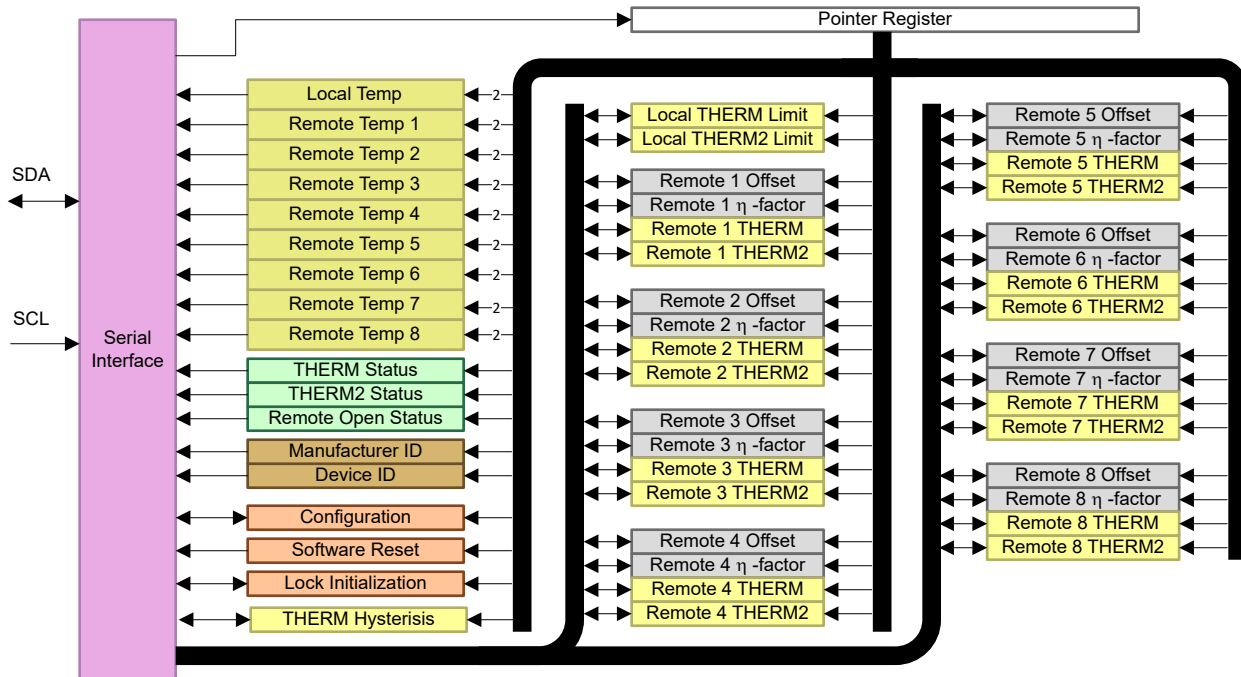 Pointer Register
SDA
SCL
Serial
Interface
Local Temp
2
Remote Temp 1
2
Remote Temp 2
2
Remote Temp 3
2
Remote Temp 4
2
Remote Temp 5
2
Remote Temp 6
2
Remote Temp 7
2
Remote Temp 8
2
THERM Status
THERM2 Status
Remote Open Status
Manufacturer ID
Device ID
Configuration
Software Reset
Lock Initialization
THERM Hysterisis
Local THERM Limit
Local THERM2 Limit
Remote 1 Offset
Remote 1 η -factor
Remote 1 THERM
Remote 1 THERM2
Remote 2 Offset
Remote 2 η -factor
Remote 2 THERM
Remote 2 THERM2
Remote 3 Offset
Remote 3 η -factor
Remote 3 THERM
Remote 3 THERM2
Remote 4 Offset
Remote 4 η -factor
Remote 4 THERM
Remote 4 THERM2
Remote 5 Offset
Remote 5 η -factor
Remote 5 THERM
Remote 5 THERM2
Remote 6 Offset
Remote 6 η -factor
Remote 6 THERM
Remote 6 THERM2
Remote 7 Offset
Remote 7 η -factor
Remote 7 THERM
Remote 7 THERM2
Remote 8 Offset
Remote 8 η -factor
Remote 8 THERM
Remote 8 THERM2